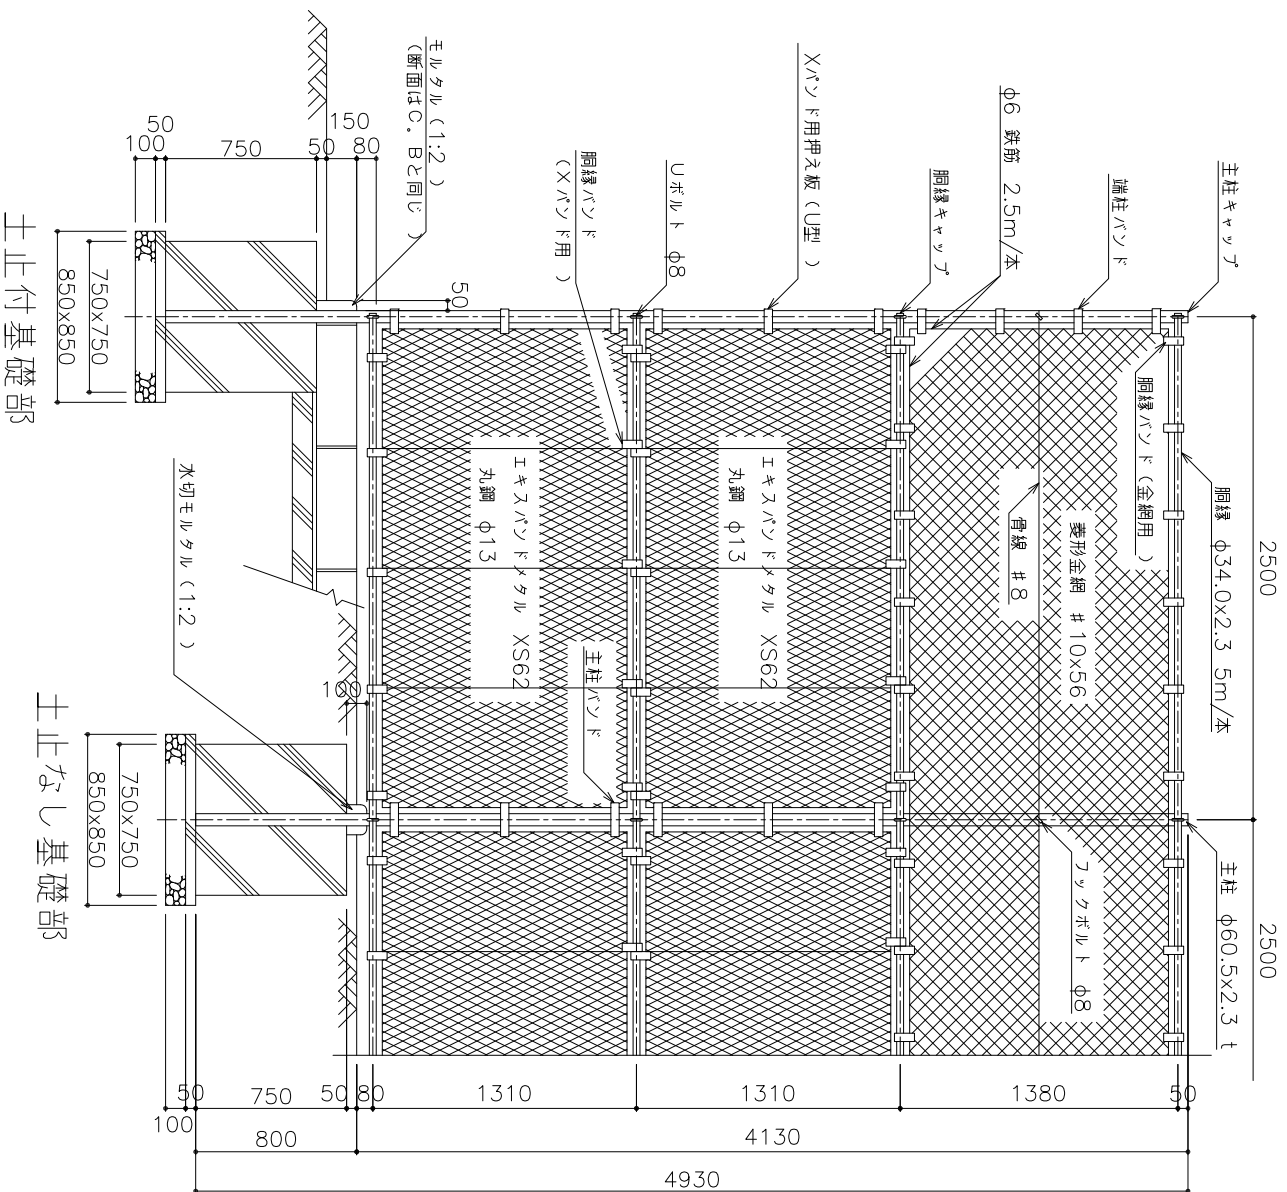 2500
2500
主柱キャップ
端柱バンド
φ6 鉄筋 2.5m/本
胴縁キャップ
Xバンド用押え板(U型)
Uボルト φ8
胴縁バンド
(Xバンド用)
モルタル(1:2)
(断面はC。Bと同じ)
胴縁バンド(金網用)
胴縁 φ34.0x2.3 5m/本
菱形金網 #10x56
骨線 #8
エキスパンドメタル XS62
丸鋼 φ13
エキスパンドメタル XS62
丸鋼 φ13
主柱バンド
フックボルト φ8
主柱 φ60.5x2.3 t
水切モルタル(1:2)
50
100
750
50
150
80
50
750x750
850x850
土止付基礎部
100
750x750
850x850
土止なし基礎部
50
100
750
50
80
1310
1310
1380
50
800
4130
4930